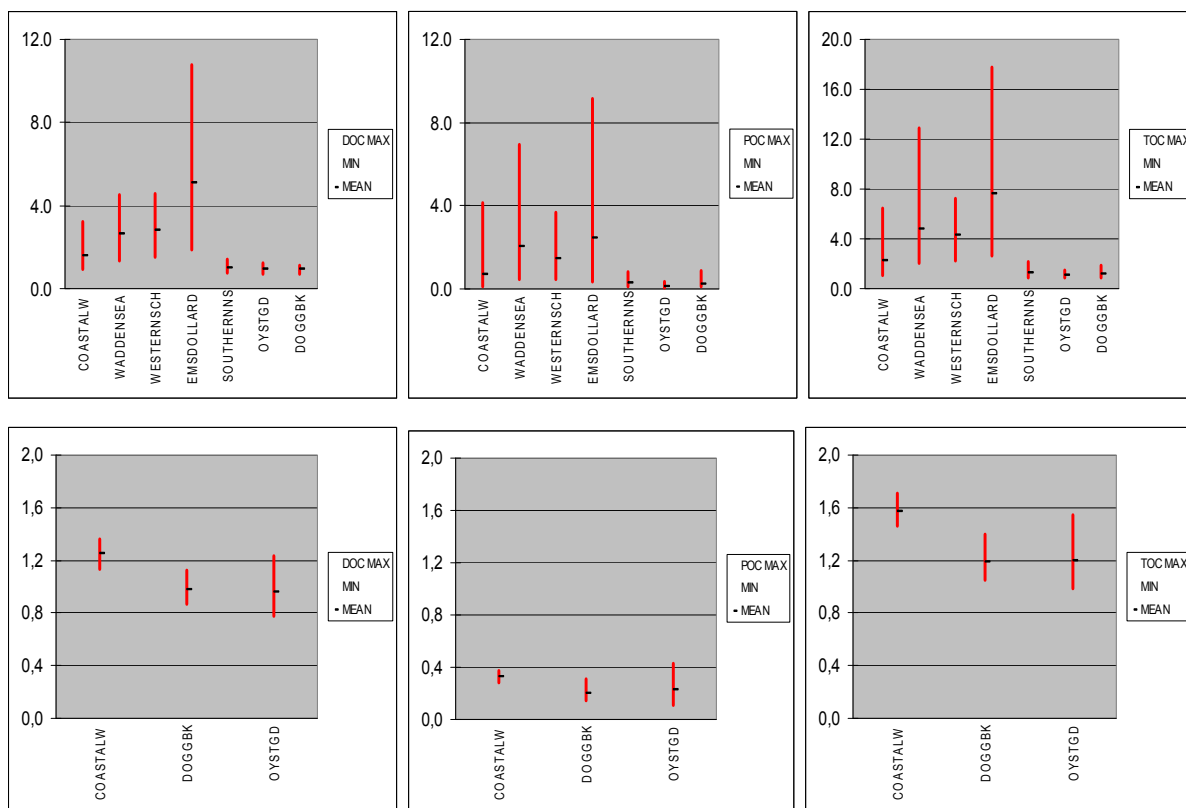 12.0
8.0
4.0
0.0
COASTALW
WADDENSEA
WESTERNSCH
EMSDOLLARD
SOUTHERNNS
OYSTGD
DOGGBK
DOC MAX
MIN
MEAN
12.0
8.0
4.0
0.0
COASTALW
WADDENSEA
WESTERNSCH
EMSDOLLARD
SOUTHERNNS
OYSTGD
DOGGBK
POC MAX
MIN
MEAN
20.0
16.0
12.0
8.0
4.0
0.0
COASTALW
WADDENSEA
WESTERNSCH
EMSDOLLARD
SOUTHERNNS
OYSTGD
DOGGBK
TOC MAX
MIN
MEAN
2,0
1,6
1,2
0,8
0,4
0,0
COASTALW
DOGGBK
OYSTGD
DOC MAX
MIN
MEAN
2,0
1,6
1,2
0,8
0,4
0,0
COASTALW
DOGGBK
OYSTGD
POC MAX
MIN
MEAN
2,0
1,6
1,2
0,8
0,4
0,0
COASTALW
DOGGBK
OYSTGD
TOC MAX
MIN
MEAN